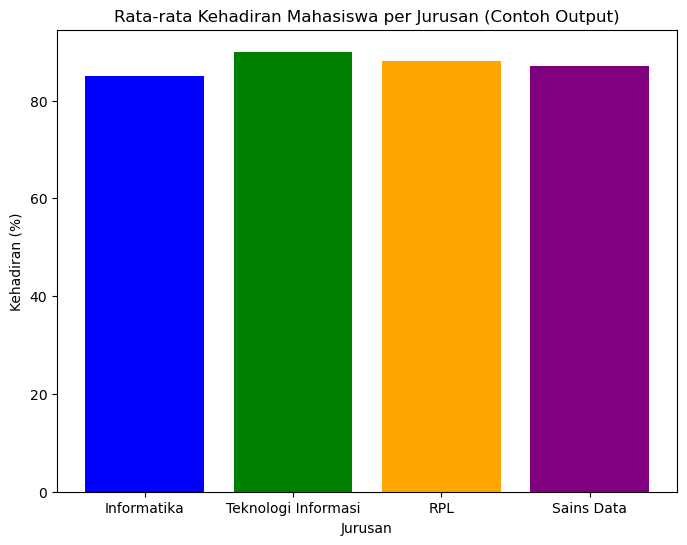 Rata-rata Kehadiran Mahasiswa per Jurusan (Contoh Output)
Kehadiran (%)
80
60
40
20
0
Informatika Teknologi Informasi RPL Sains Data
Jurusan